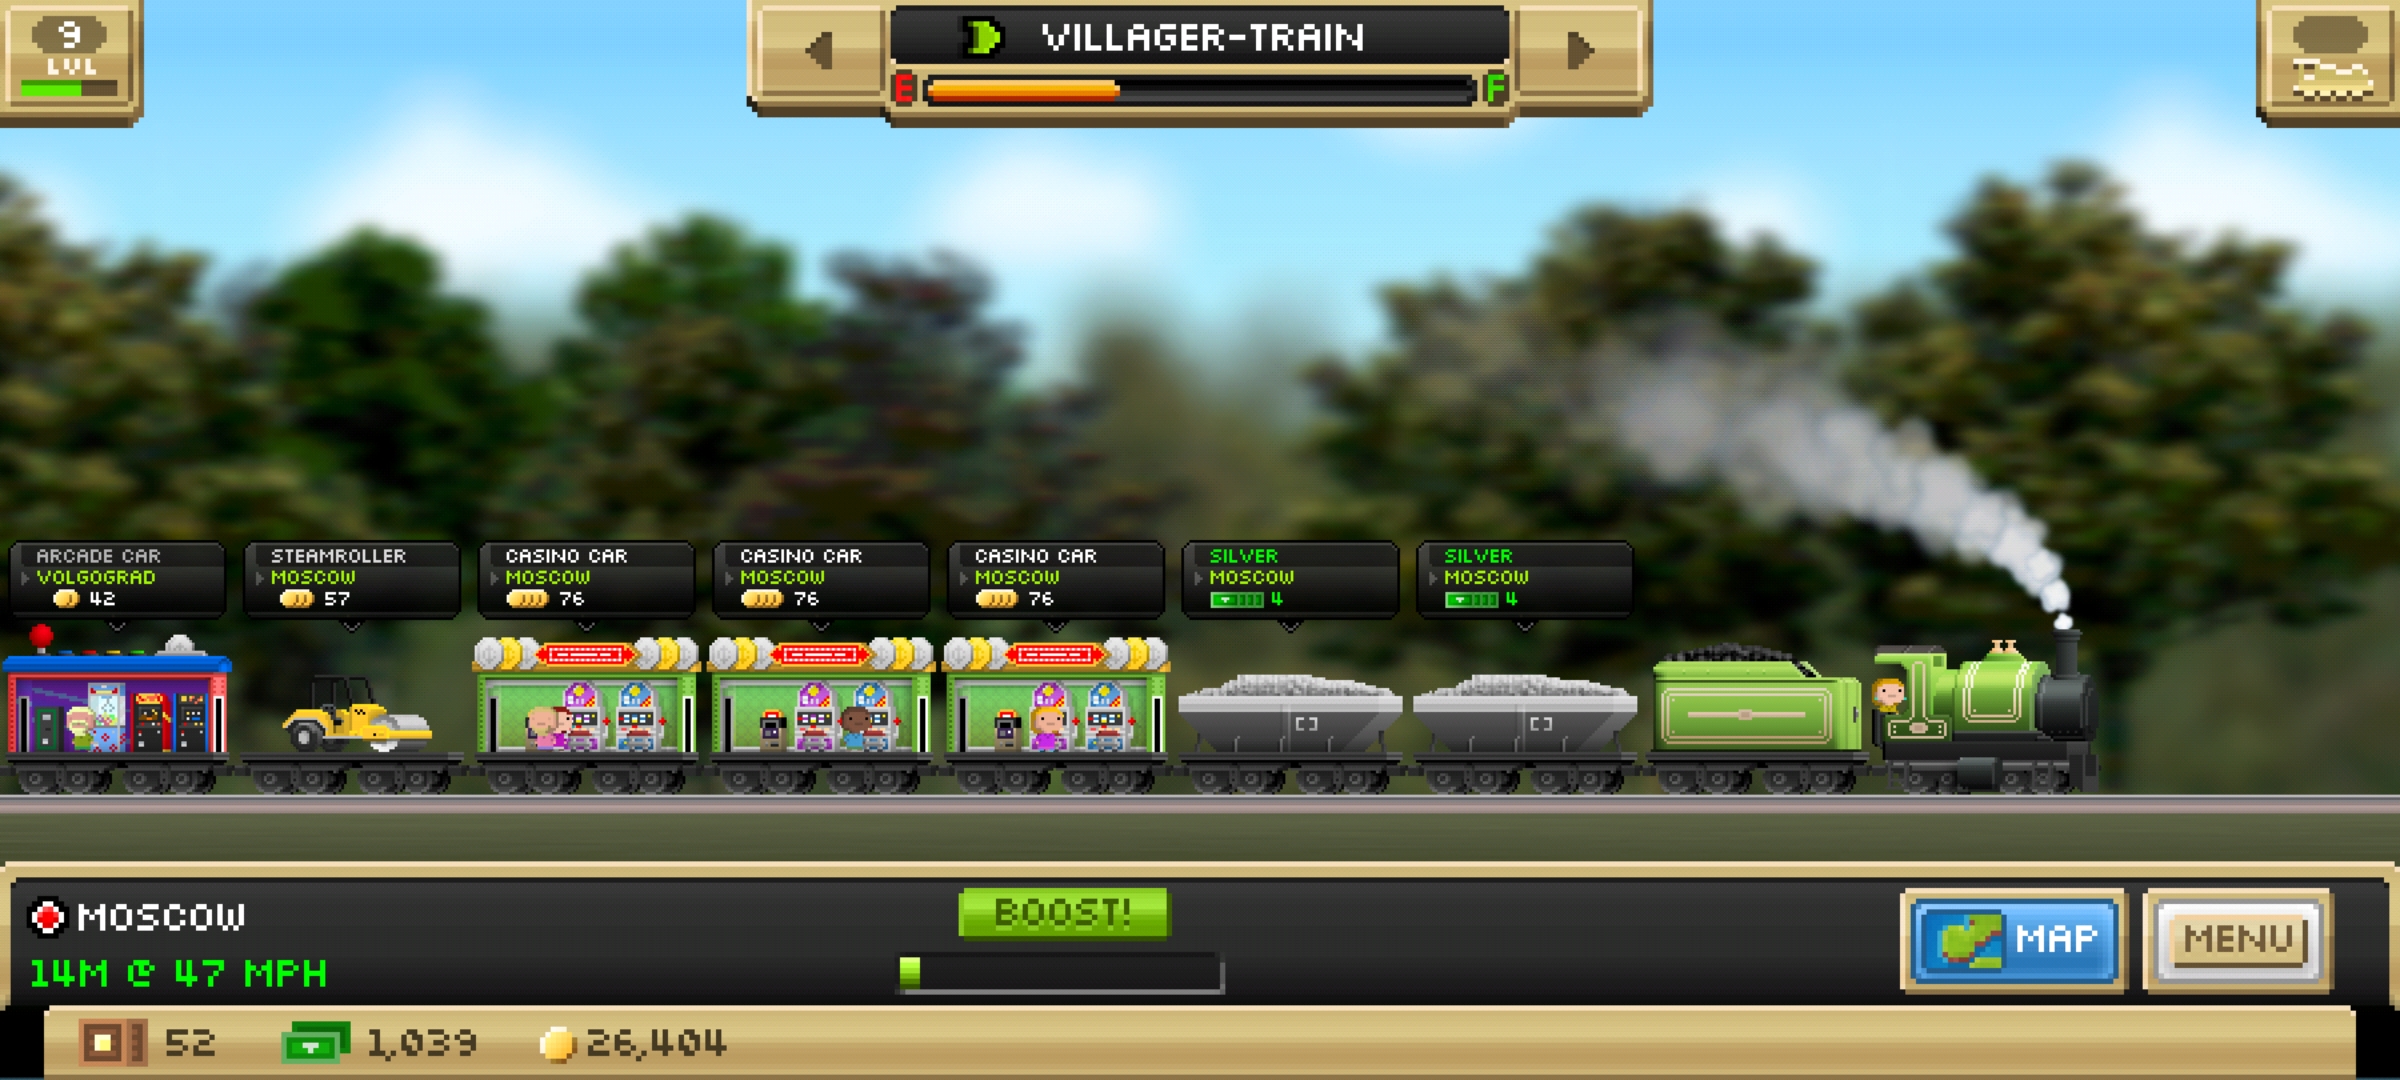 9
LVL
VILLAGER-TRAIN
E F
ARCADE CAR
VOLGOGRAD
42
STEAMROLLER
MOSCOW
57
CASINO CAR
MOSCOW
76
CASINO CAR
MOSCOW
76
CASINO CAR
MOSCOW
76
SILVER
MOSCOW
4
SILVER
MOSCOW
4
MOSCOW
14M @ 47 MPH
BOOST!
MAP
MENU
52
1,039
26,404